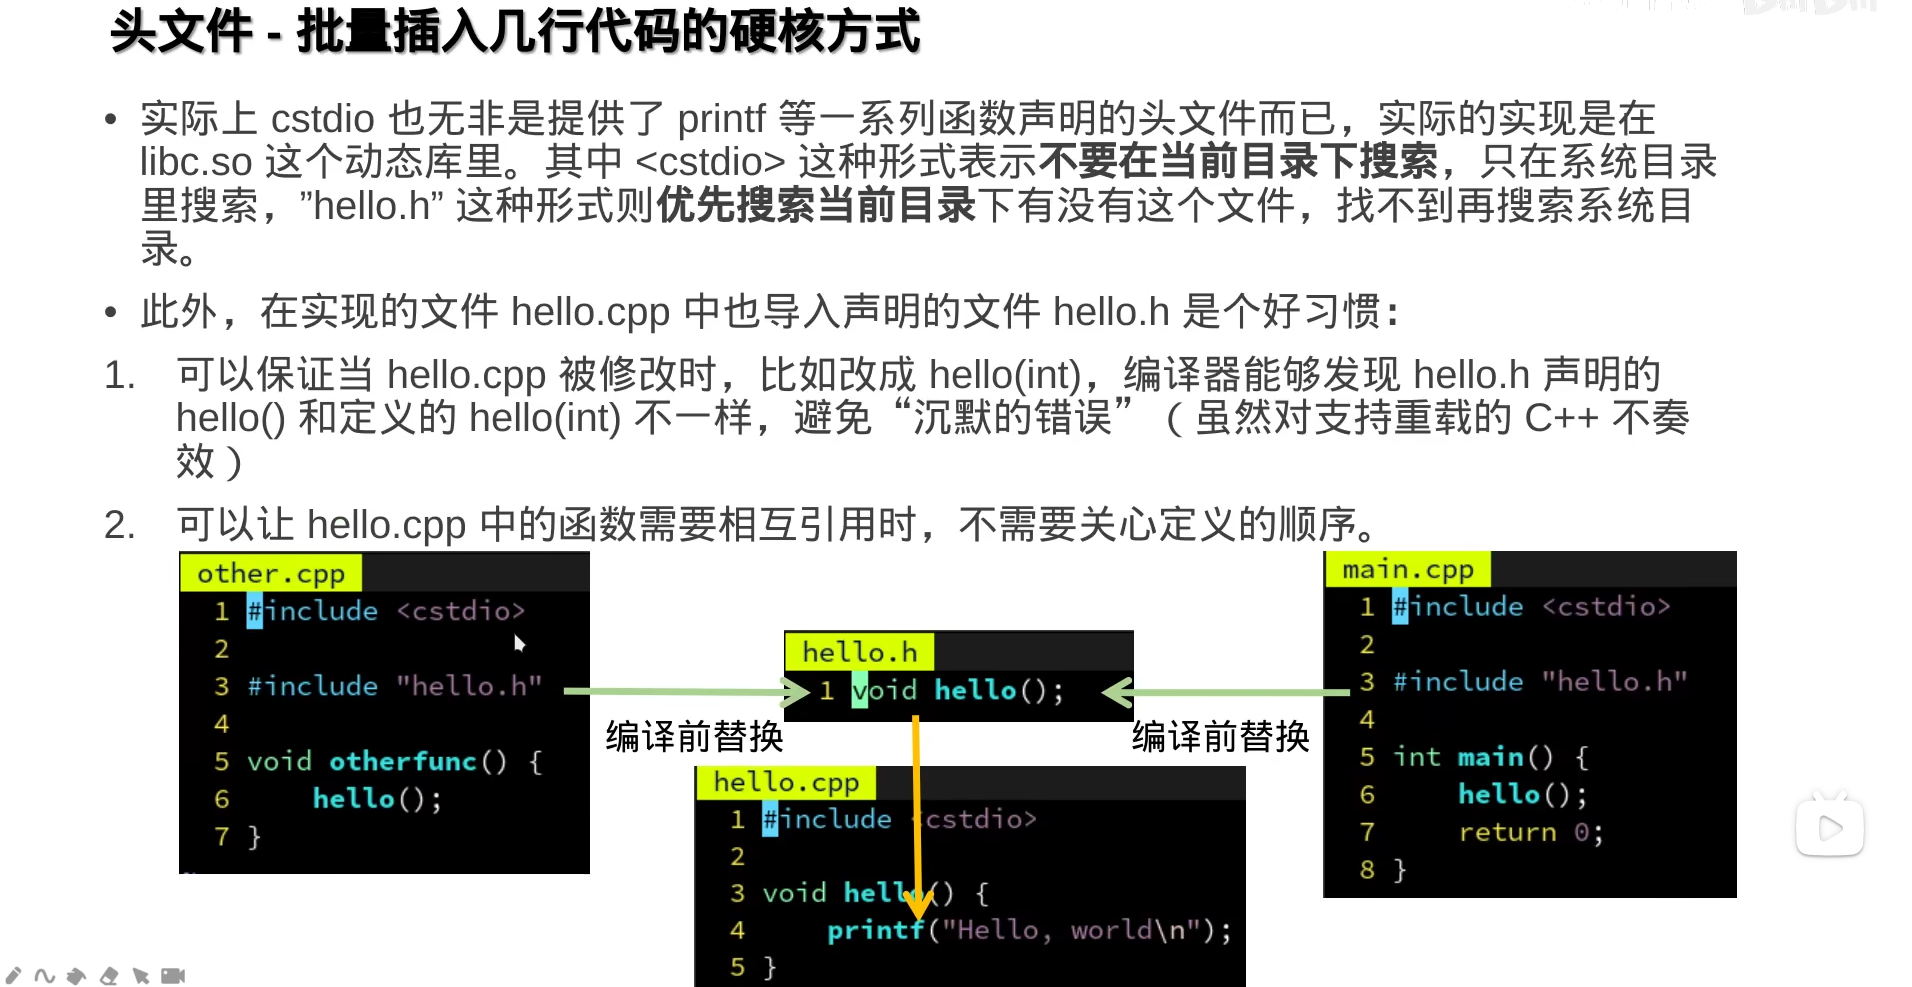 头文件 - 批量插入几行代码的硬核方式
• 实际上 cstdio 也无非是提供了 printf 等一系列函数声明的头文件而已，实际的实现是在
libc.so 这个动态库里。其中 <cstdio> 这种形式表示不要在当前目录下搜索，只在系统目录
里搜索，”hello.h” 这种形式则优先搜索当前目录下有没有这个文件，找不到再搜索系统目
录。
• 此外，在实现的文件 hello.cpp 中也导入声明的文件 hello.h 是个好习惯：
1. 可以保证当 hello.cpp 被修改时，比如改成 hello(int)，编译器能够发现 hello.h 声明的
hello() 和定义的 hello(int) 不一样，避免“沉默的错误”（虽然对支持重载的 C++ 不奏
效）
2. 可以让 hello.cpp 中的函数需要相互引用时，不需要关心定义的顺序。
other.cpp
1 #include <cstdio>
2
3 #include "hello.h"
4
5 void otherfunc() {
6     hello();
7 }
编译前替换
hello.h
1 void hello();
编译前替换
hello.cpp
1 #include <cstdio>
2
3 void hello() {
4     printf("Hello, world\n");
5 }
main.cpp
1 #include <cstdio>
2
3 #include "hello.h"
4
5 int main() {
6     hello();
7     return 0;
8 }